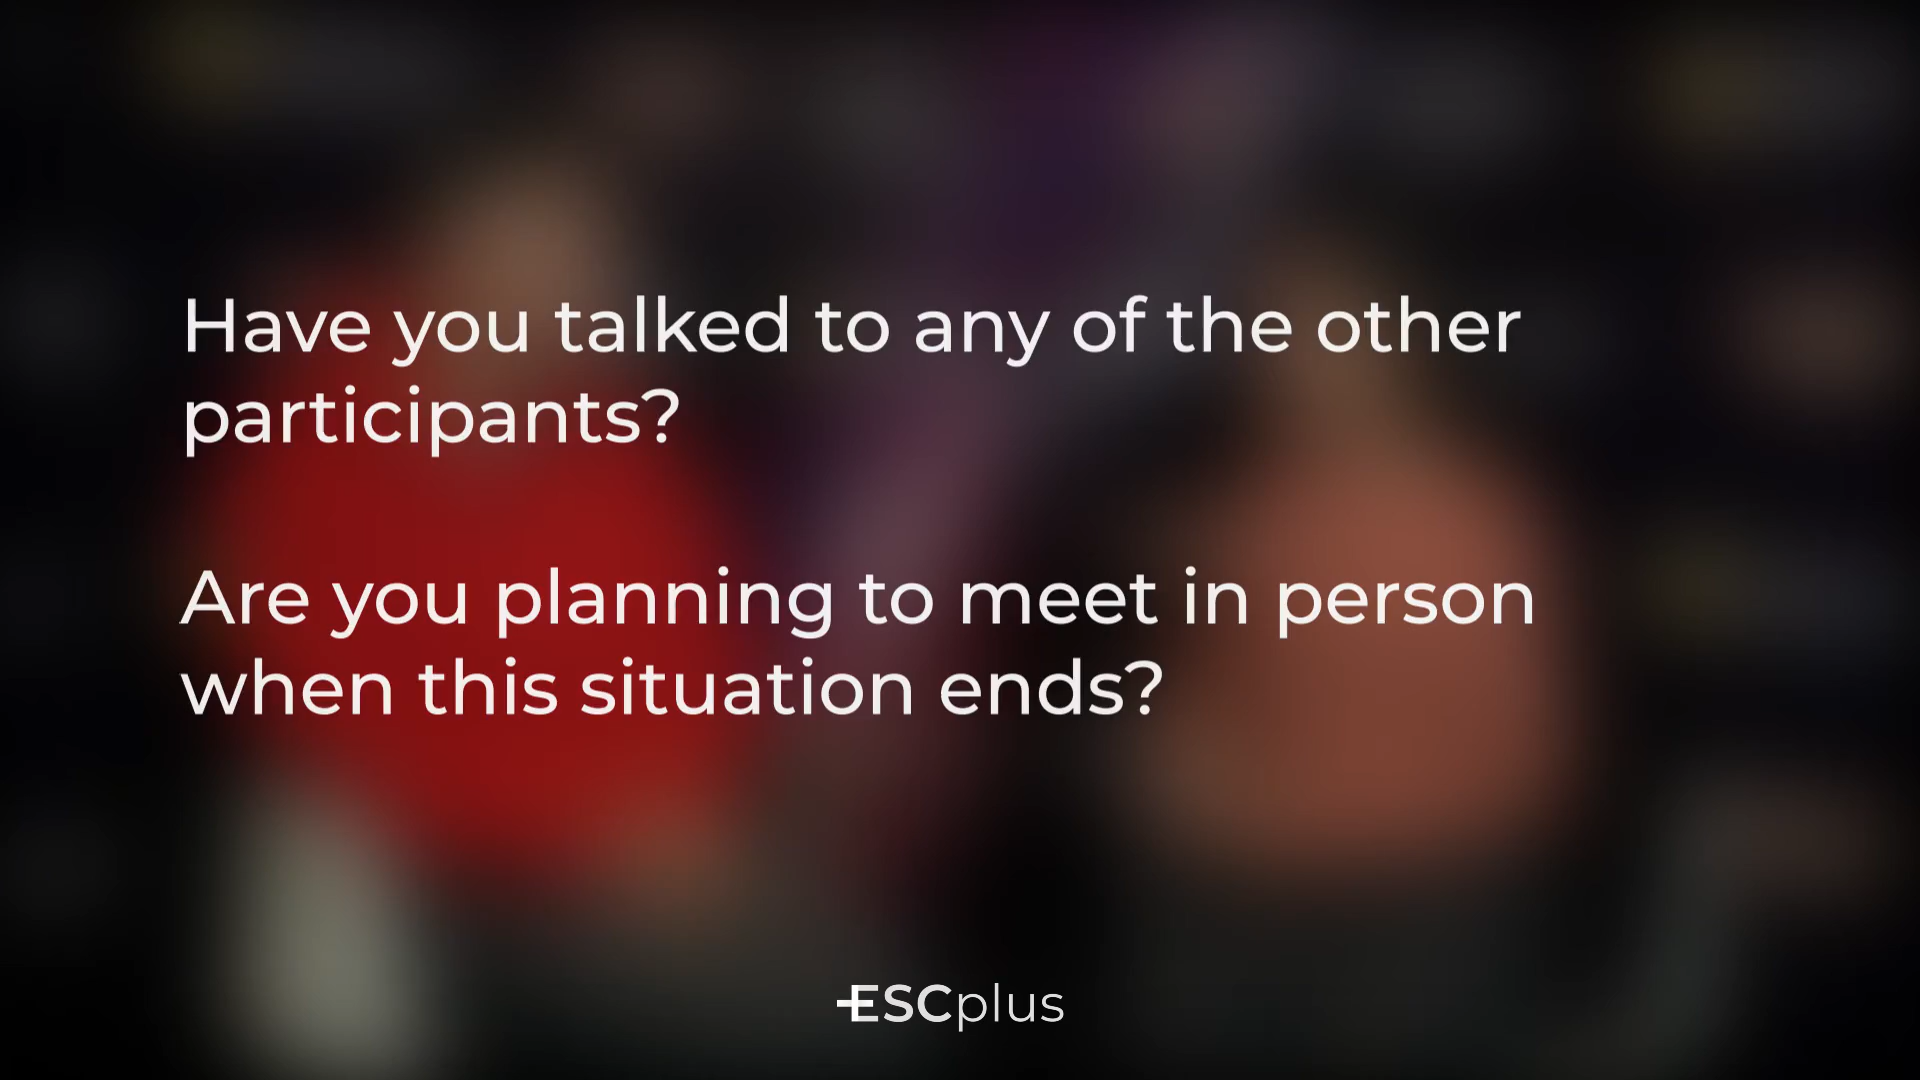 Have you talked to any of the other
participants?
Are you planning to meet in person
when this situation ends?
ESCplus